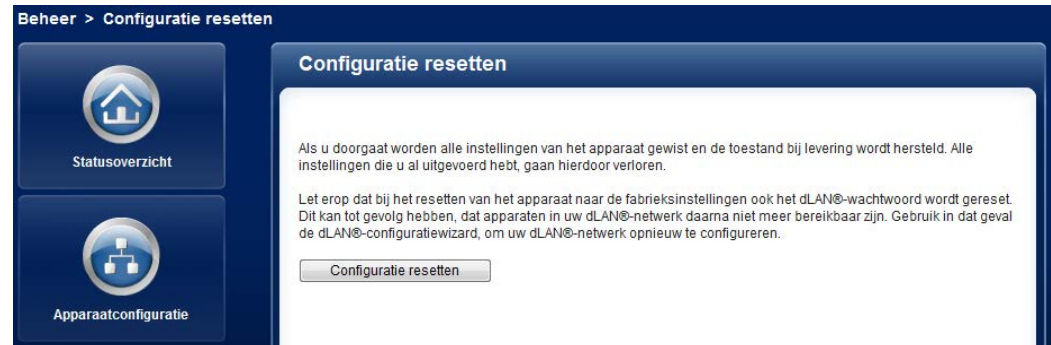 Beheer > Configuratie resetten
Statusoverzicht
Apparaatconfiguratie
Configuratie resetten
Als u doorgaat worden alle instellingen van het apparaat gewist en de toestand bij levering wordt hersteld. Alle
instellingen die u al uitgevoerd hebt, gaan hierdoor verloren.
Let erop dat bij het resetten van het apparaat naar de fabrieksinstellingen ook het dLAN®-wachtwoord wordt gereset.
Dit kan tot gevolg hebben, dat apparaten in uw dLAN®-netwerk daarna niet meer bereikbaar zijn. Gebruik in dat geval
de dLAN®-configuratiewizard, om uw dLAN®-netwerk opnieuw te configureren.
Configuratie resetten